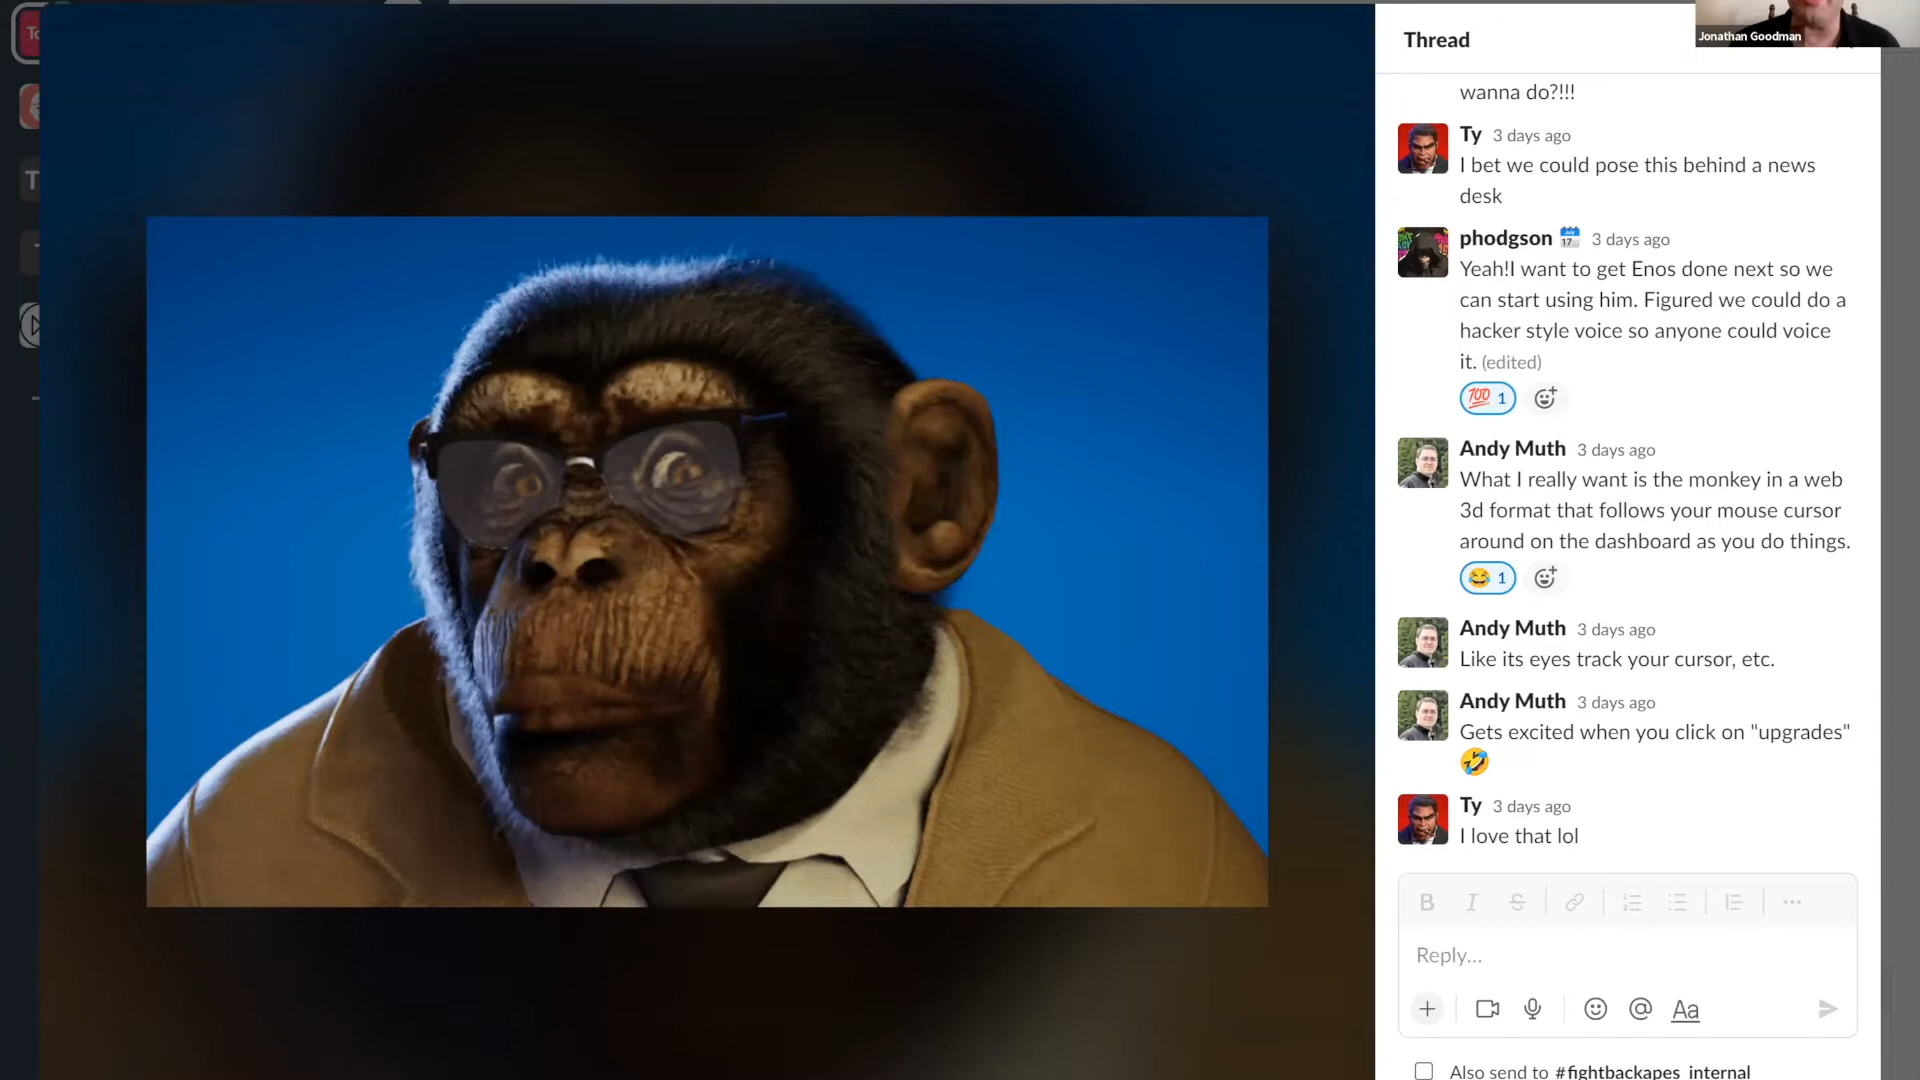 Jonathan Goodman
Thread
wanna do?!!!
Ty 3 days ago
I bet we could pose this behind a news
desk
phodgson 3 days ago
Yeah!I want to get Enos done next so we
can start using him. Figured we could do a
hacker style voice so anyone could voice
it. (edited)
1
Andy Muth 3 days ago
What I really want is the monkey in a web
3d format that follows your mouse cursor
around on the dashboard as you do things.
1
Andy Muth 3 days ago
Like its eyes track your cursor, etc.
Andy Muth 3 days ago
Gets excited when you click on "upgrades"
Ty 3 days ago
I love that lol
Reply...
Aa
Also send to #fightbackapes_internal